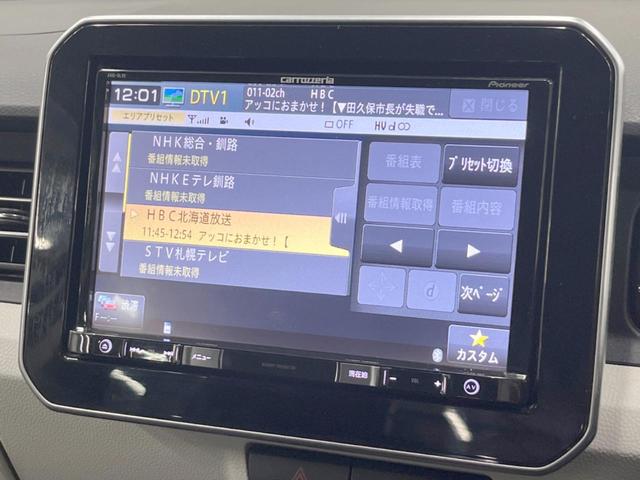 carrozzeria
Pioneer
12:01 DTV1 011-02ch HBC
アッコにおまかせ！【▼田久保市長が失職で...
閉じる
エリアプリセット OFF HV d
NHK総合・釧路
番組情報未取得
NHKEテレ釧路
番組情報未取得
HBC北海道放送
11:45-12:54 アッコにおまかせ！【
STV札幌テレビ
番組情報未取得
番組表 プリセット切換
番組情報取得 番組内容
d 次ページ
渋滞
カスタム
メニュー
現在地
VOL
AV